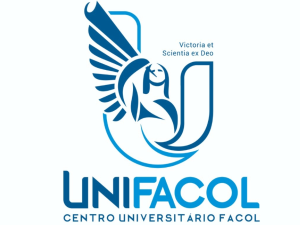 Victoria et
Scientia ex Deo
UNIFACOL
CENTRO UNIVERSITÁRIO FACOL